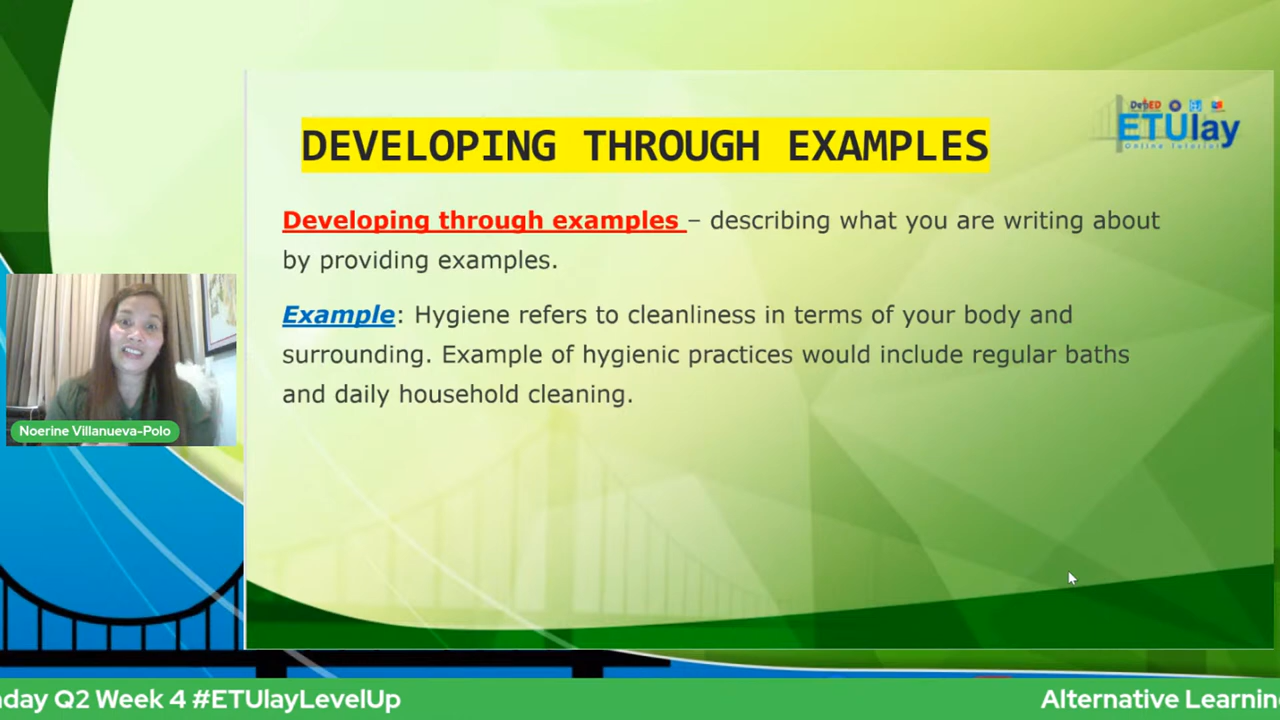 DepED
ETUlay
Online Tutorial
DEVELOPING THROUGH EXAMPLES
Developing through examples – describing what you are writing about
by providing examples.
Example: Hygiene refers to cleanliness in terms of your body and
surrounding. Example of hygienic practices would include regular baths
and daily household cleaning.
Noerine Villanueva-Polo
nday Q2 Week 4 #ETUlayLevelUp
Alternative Learnin